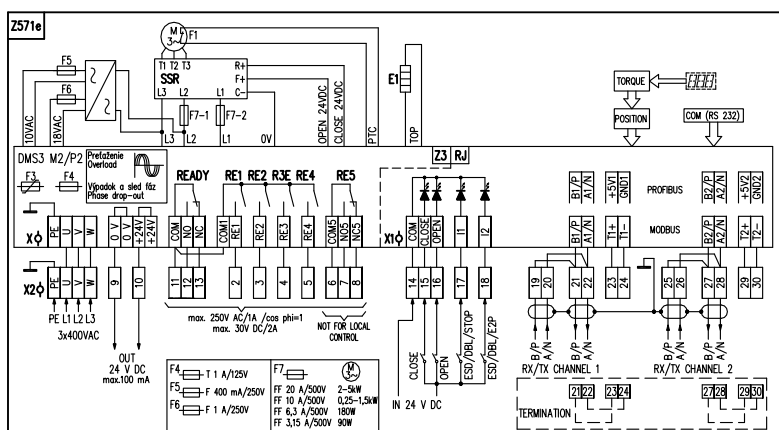 Z571e
M
3~
F1
T1 T2 T3
SSR
R+
F+
C-
L3 L2 L1
F5
F6
F7-1
F7-2
E1
10VAC
18VAC
L3 L2 L1 0V
OPEN 24VDC
CLOSE 24VDC
PTC
TOP
TORQUE
POSITION
COM (RS 232)
DMS3 M2/P2
Preťaženie
Overload
Výpadok a sled fáz
Phase drop-out
F3
F4
READY
RE1 RE2 R3E RE4 RE5
Z3 RJ
+5V1
GND1
PROFIBUS
+5V2
GND2
B1/P
A1/N
B2/P
A2/N
X
PE
U
V
W
0 V
0 V
+24V
+24V
COM
NO
NC
COM1
RE1
RE2
RE3
RE4
COM5
NO5
NC5
X1
COM
CLOSE
OPEN
I1
I2
B1/P
A1/N
T1+
T1-
MODBUS
B2/P
A2/N
T2+
T2-
X2
PE
U
V
W
9 10 11 12 13 2 3 4 5 6 7 8 14 15 16 17 18 19 20 21 22 23 24 25 26 27 28 29 30
PE L1 L2 L3
3x400VAC
OUT
24 V DC
max.100 mA
max. 250V AC/1A /cos phi=1
max. 30V DC/2A
NOT FOR LOCAL
CONTROL
CLOSE
OPEN
ESD/DBL/STOP
ESD/DBL/E2P
IN 24 V DC
B/P
A/N
B/P
A/N
B/P
A/N
B/P
A/N
RX/TX CHANNEL 1
RX/TX CHANNEL 2
F4 T 1 A/125V
F5 F 400 mA/250V
F6 F 1 A/250V
F7
M
3~
FF 20 A/500V 2-5kW
FF 10 A/500V 0,25-1,5kW
FF 6,3 A/500V 180W
FF 3,15 A/500V 90W
21 22 23 24 27 28 29 30
TERMINATION